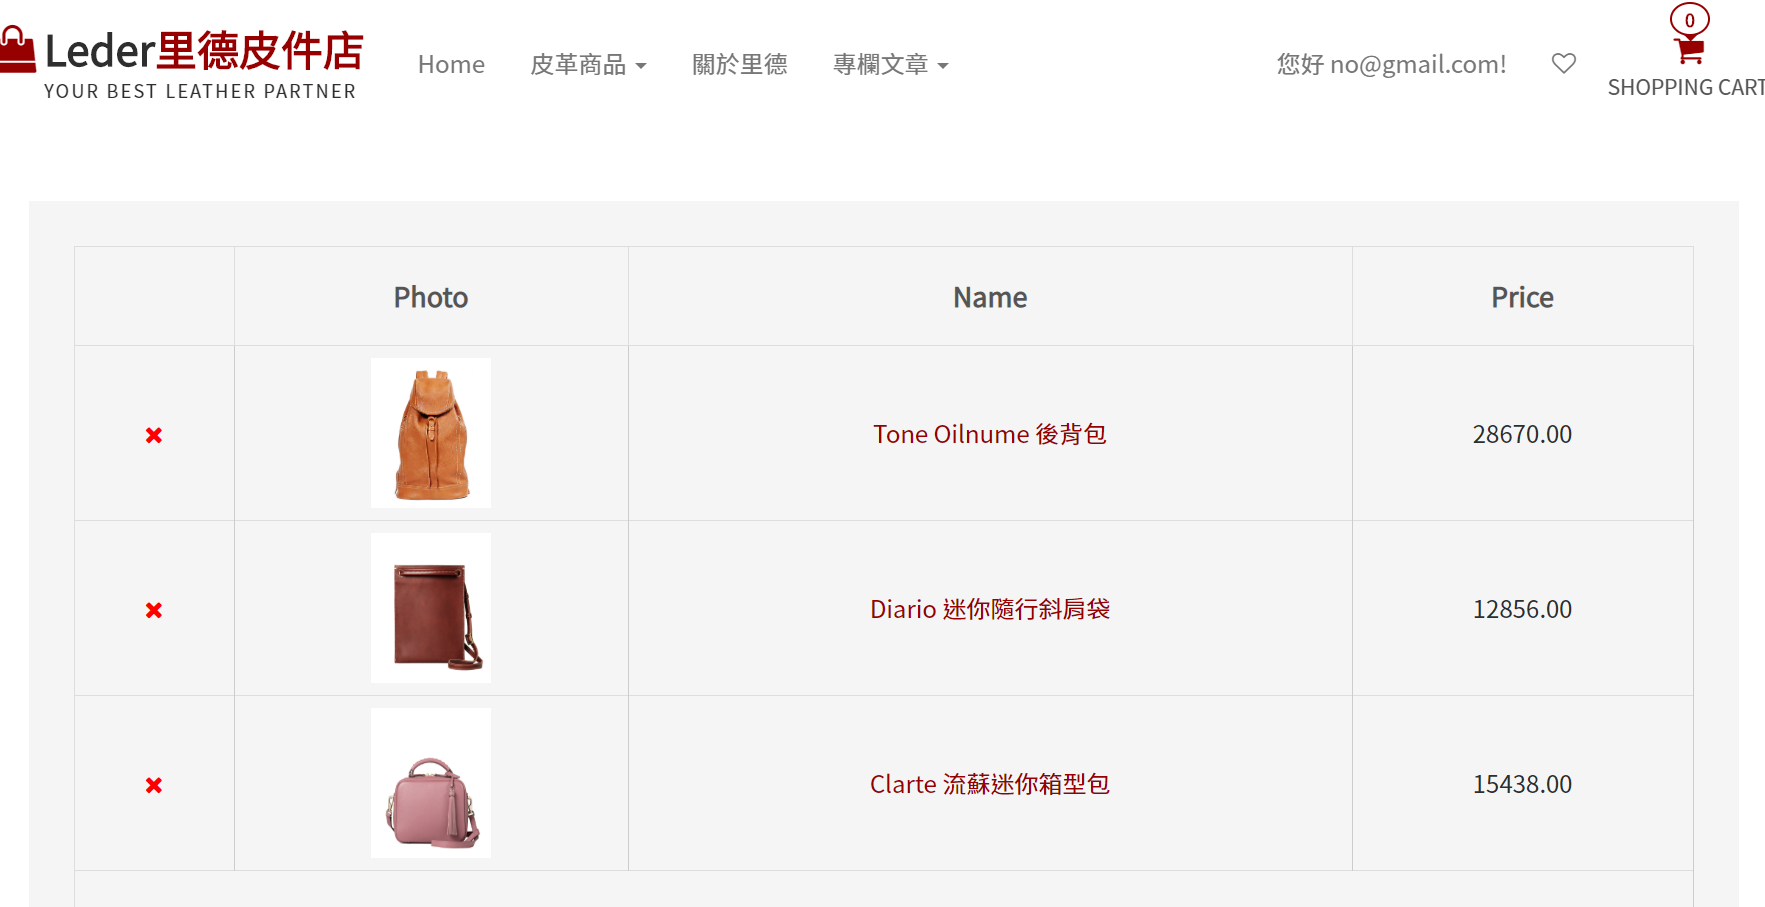 Leder里德皮件店
YOUR BEST LEATHER PARTNER
Home 皮革商品 關於里德 專欄文章 您好 no@gmail.com!
0
SHOPPING CART
Photo Name Price
Tone Oilnume 後背包 28670.00
Diario 迷你隨行斜肩袋 12856.00
Clarte 流蘇迷你箱型包 15438.00